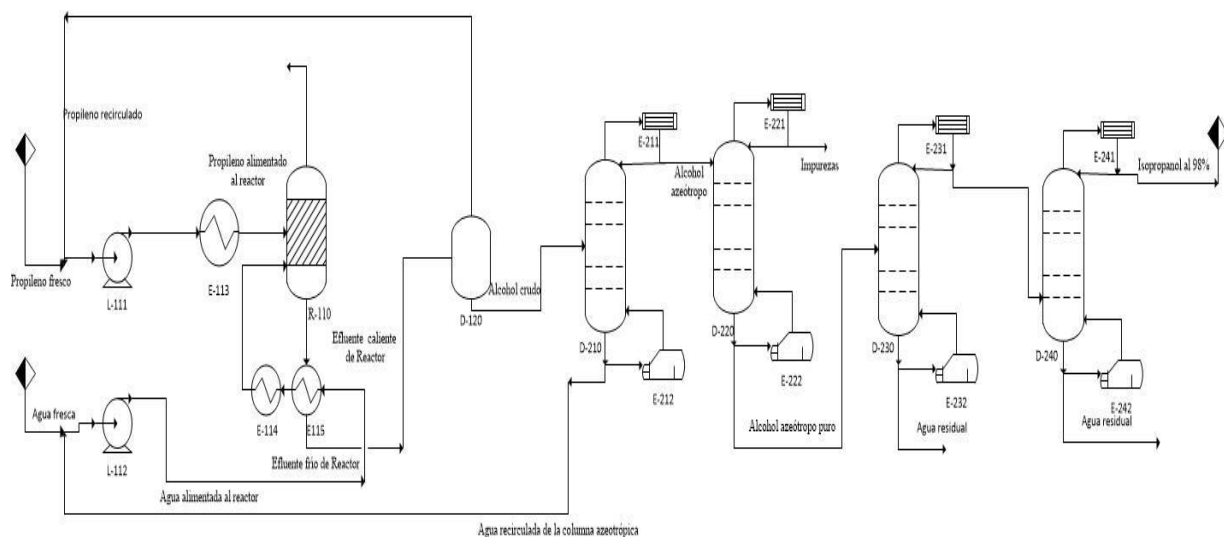 Propileno recirculado
Propileno fresco
L-111
E-113
Propileno alimentado
al reactor
R-110
Agua fresca
L-112
Agua alimentada al reactor
E-114
E115
Efluente caliente
de Reactor
Efluente frío de Reactor
D-120
Alcohol crudo
Agua recirculada de la columna azeotrópica
E-211
D-210
E-212
Alcohol
azeótropo
E-221
Impurezas
D-220
E-222
Alcohol azeótropo puro
E-231
D-230
E-232
Agua residual
E-241
Isopropanol al 98%
D-240
E-242
Agua residual